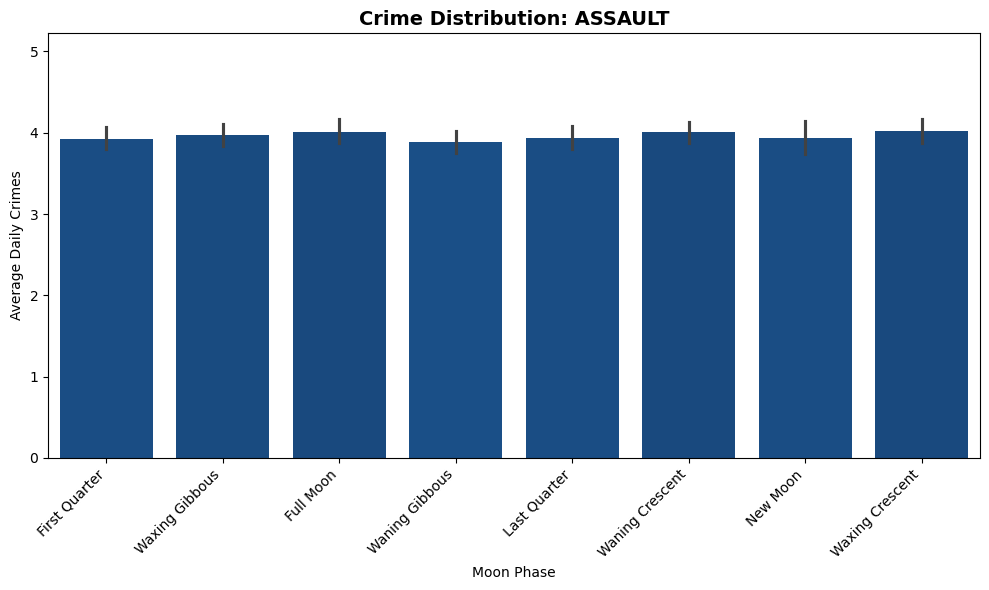 Crime Distribution: ASSAULT
Average Daily Crimes
5
4
3
2
1
0
First Quarter
Waxing Gibbous
Full Moon
Waning Gibbous
Last Quarter
Waning Crescent
New Moon
Waxing Crescent
Moon Phase